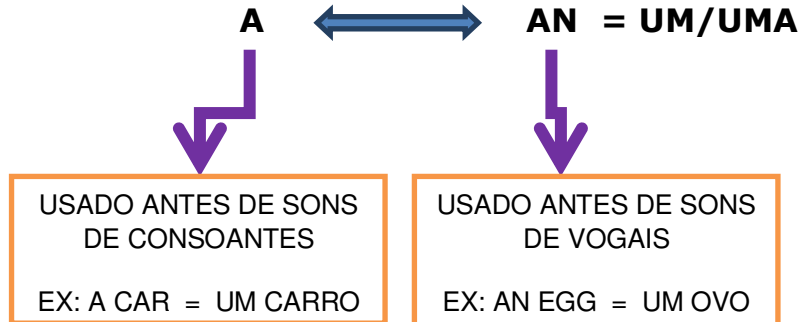 A AN = UM/UMA
USADO ANTES DE SONS
DE CONSOANTES
EX: A CAR = UM CARRO
USADO ANTES DE SONS
DE VOGAIS
EX: AN EGG = UM OVO